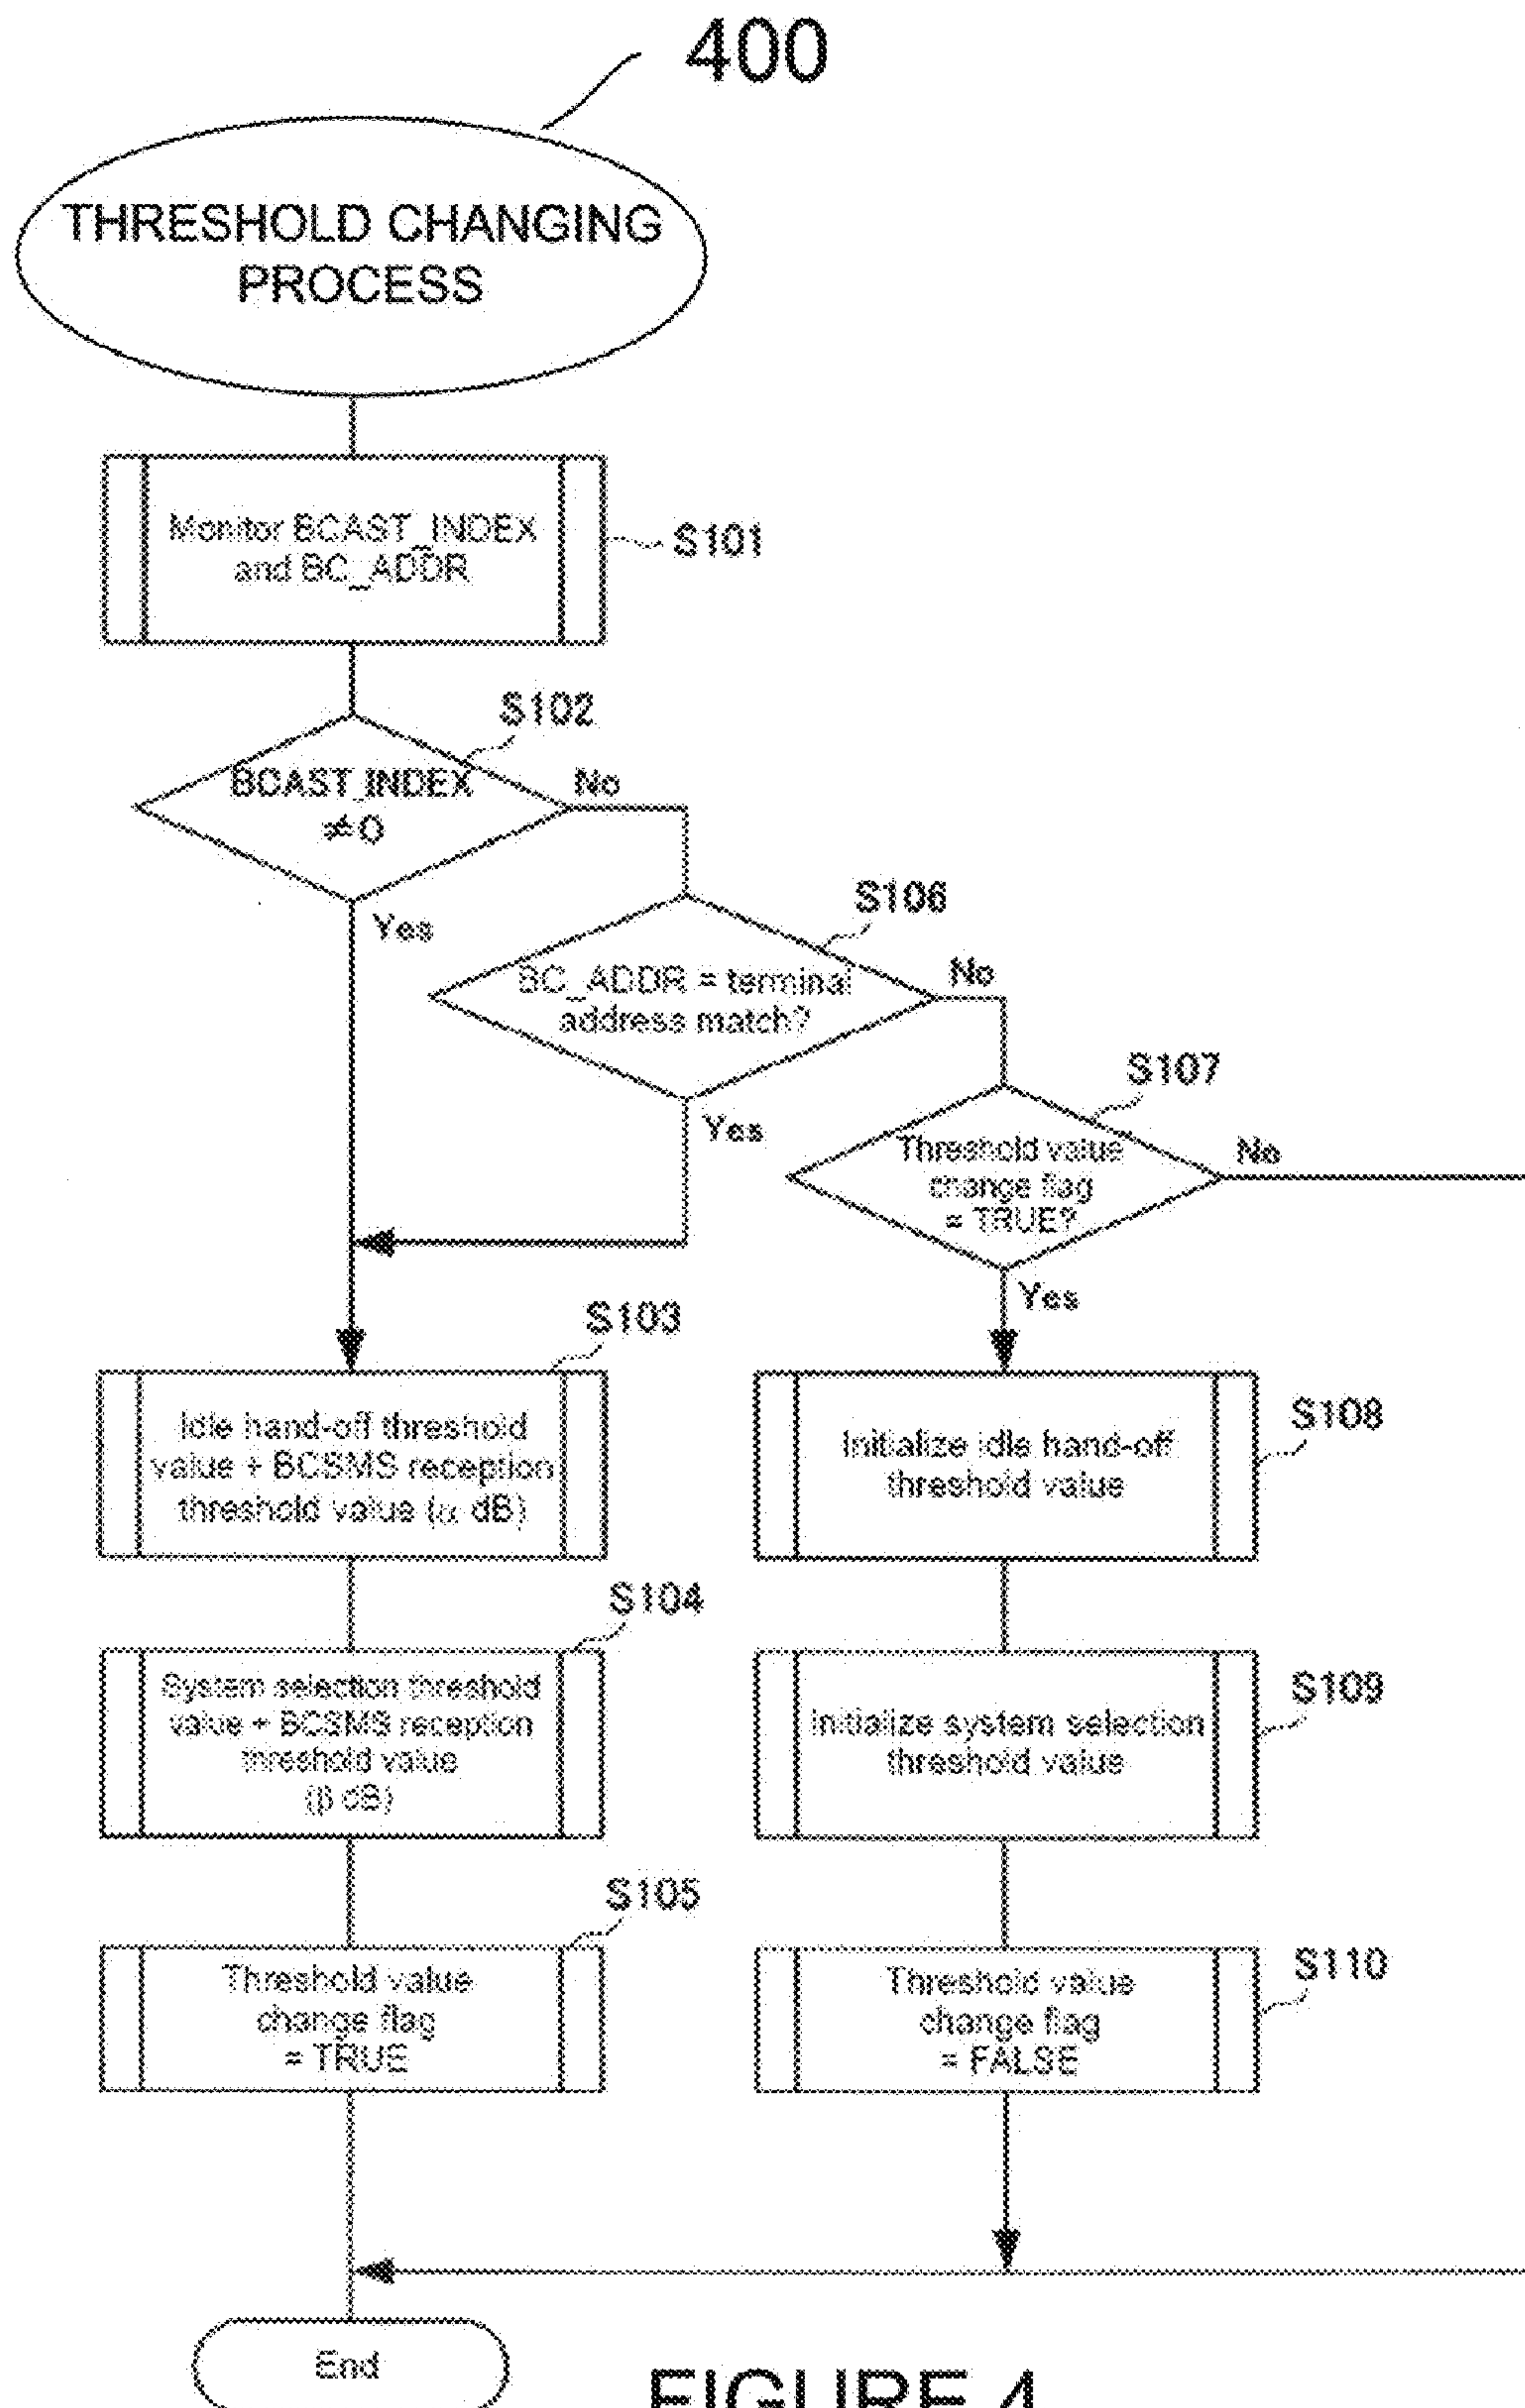 400
THRESHOLD CHANGING
PROCESS
Monitor BCAST_INDEX
and BC_ADDR
S101
S102
BCAST_INDEX
≠0
No
Yes
S106
BC_ADDR = terminal
address match?
No
Yes
S107
Threshold value
change flag
= TRUE?
No
Yes
S103
Idle hand-off threshold
value + BCSMS reception
threshold value (α dB)
S108
Initialize idle hand-off
threshold value
S104
System selection threshold
value + BCSMS reception
threshold value
(β dB)
S109
Initialize system selection
threshold value
S105
Threshold value
change flag
= TRUE
S110
Threshold value
change flag
= FALSE
End
FIGURE 4